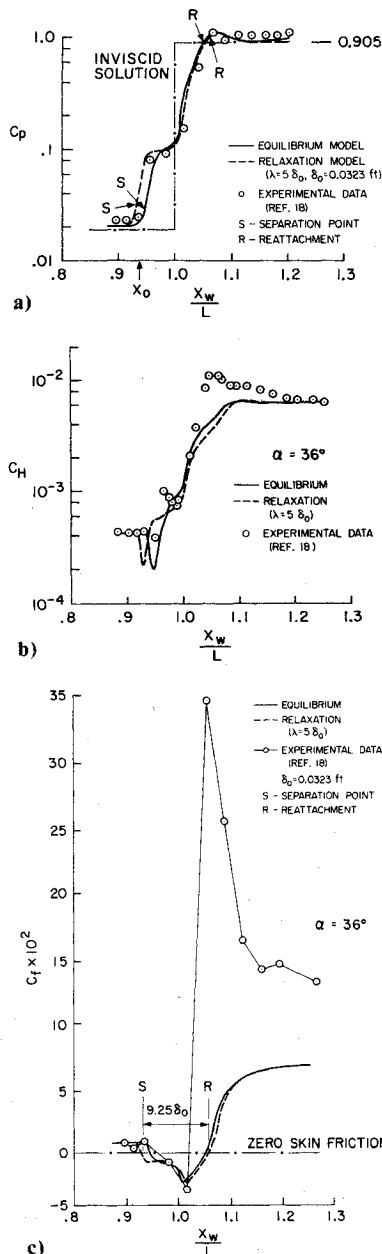 R
1.0
0.905
INVISCID
SOLUTION
R
Cp
.1
S
S
EQUILIBRIUM MODEL
RELAXATION MODEL
(λ=5 δ₀, δ₀=0.0323 ft)
EXPERIMENTAL DATA
(REF. 18)
S - SEPARATION POINT
R - REATTACHMENT
.01
.8 .9 1.0 1.1 1.2 1.3
X₀
Xw
L
a)
10⁻²
C_H
10⁻³
10⁻⁴
α = 36°
EQUILIBRIUM
RELAXATION
(λ=5 δ₀)
EXPERIMENTAL DATA
(REF. 18)
.8 .9 1.0 1.1 1.2 1.3
Xw
L
b)
35
30
25
20
15
10
5
0
-5
C_f × 10²
EQUILIBRIUM
RELAXATION
(λ=5 δ₀)
EXPERIMENTAL DATA
(REF. 18)
δ₀=0.0323 ft
S - SEPARATION POINT
R - REATTACHMENT
α = 36°
S R
9.25δ₀
ZERO SKIN FRICTION
.8 .9 1.0 1.1 1.2 1.3
Xw
L
c)